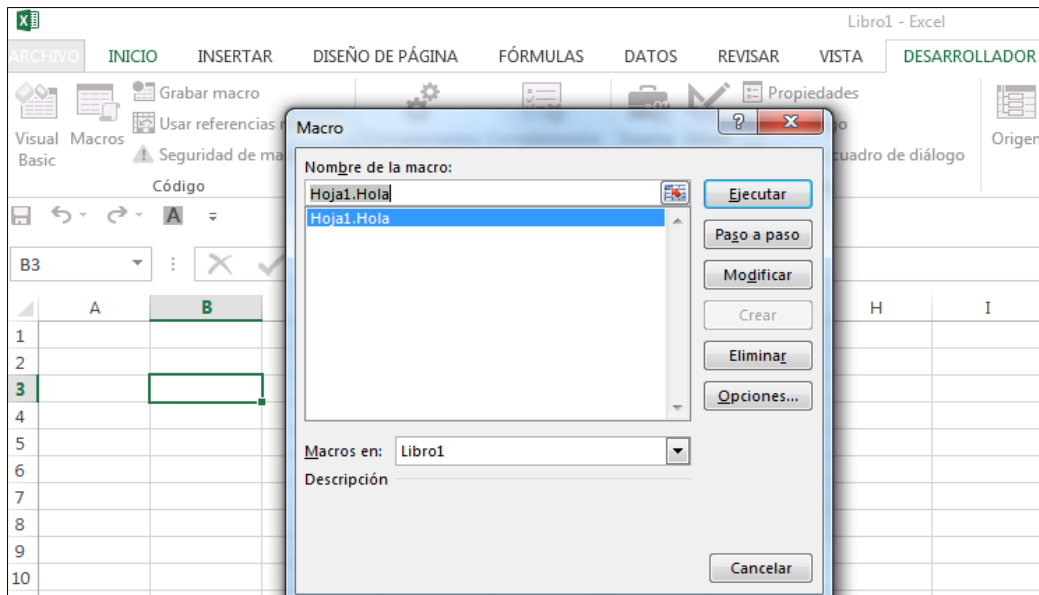 Libro1 - Excel
ARCHIVO INICIO INSERTAR DISEÑO DE PÁGINA FÓRMULAS DATOS REVISAR VISTA DESARROLLADOR
Visual Basic
Macros
Grabar macro
Usar referencias
Seguridad de ma
Código
Propiedades
go
cuadro de diálogo
Origen
B3
A B H I
1
2
3
4
5
6
7
8
9
10
Macro
Nombre de la macro:
Hoja1.Hola
Hoja1.Hola
Ejecutar
Paso a paso
Modificar
Crear
Eliminar
Opciones...
Macros en: Libro1
Descripción
Cancelar